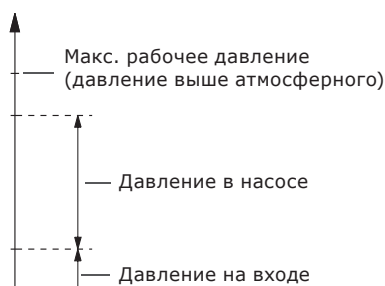 Макс. рабочее давление
(давление выше атмосферного)
Давление в насосе
Давление на входе